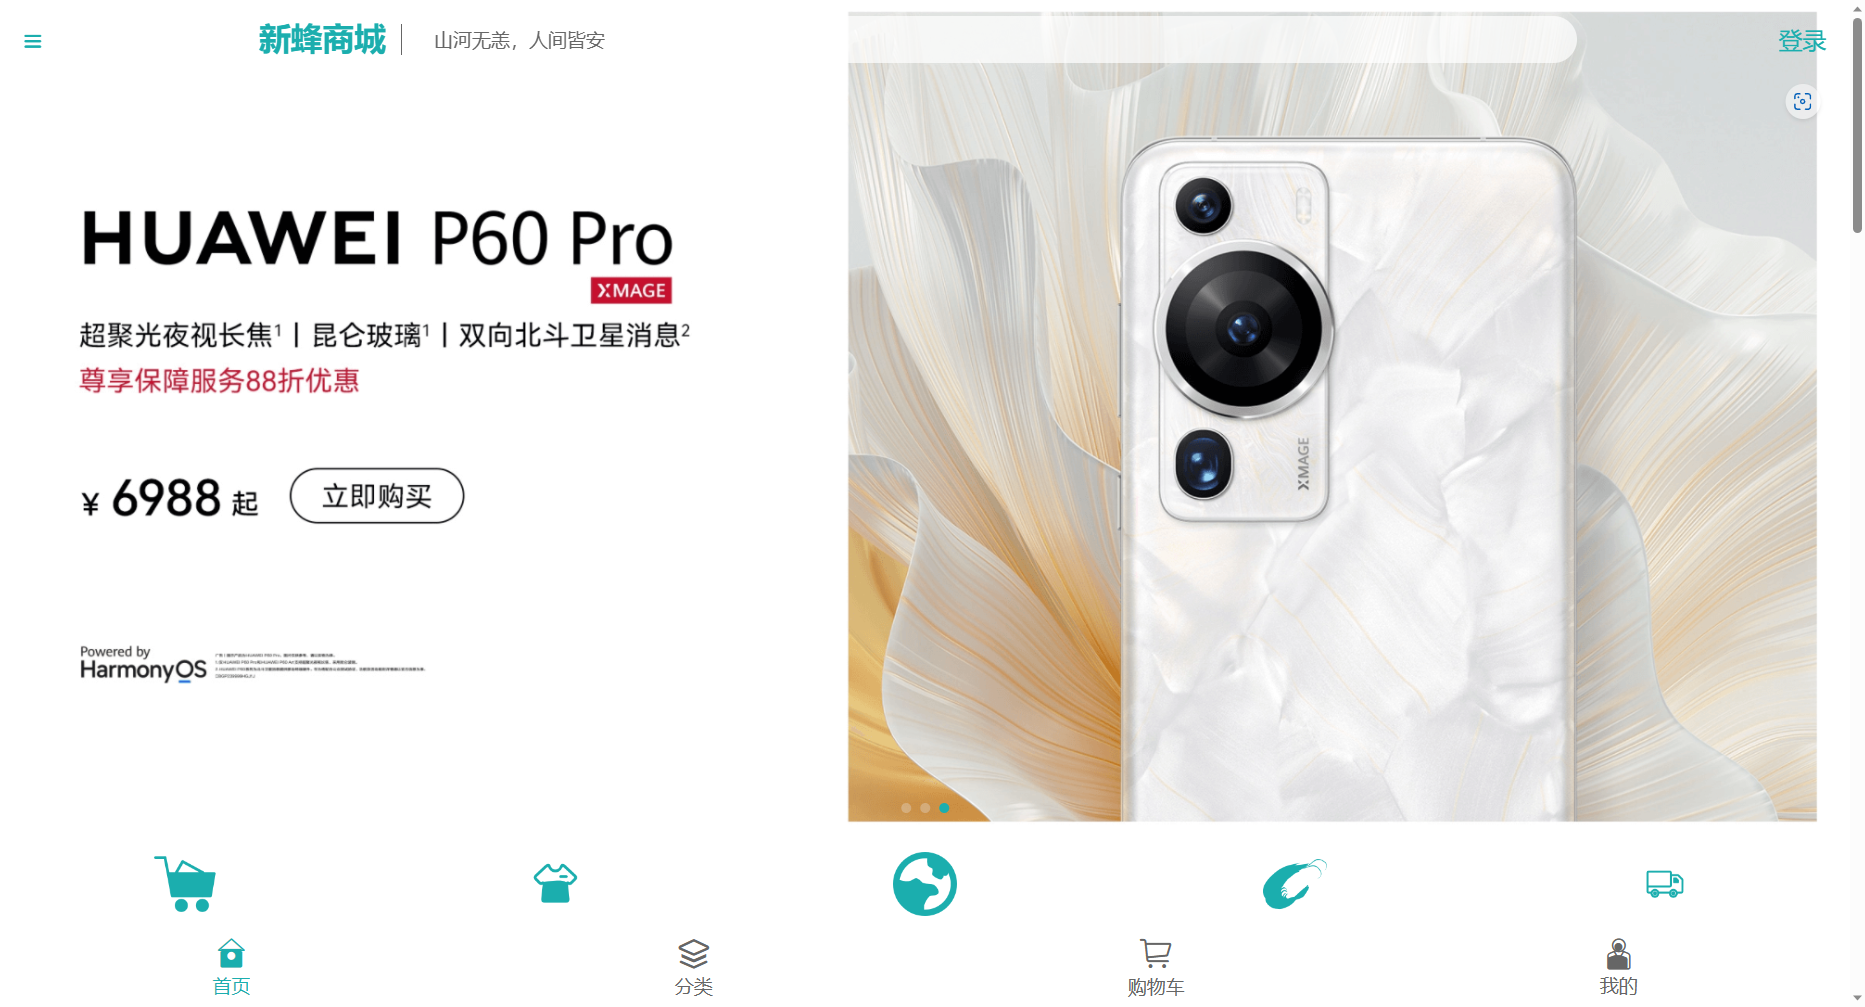 新蜂商城
山河无恙，人间皆安
登录
HUAWEI P60 Pro
XMAGE
超聚光夜视长焦¹丨昆仑玻璃¹丨双向北斗卫星消息²
尊享保障服务88折优惠
¥ 6988 起
立即购买
XMAGE
Powered by
HarmonyOS
首页
分类
购物车
我的